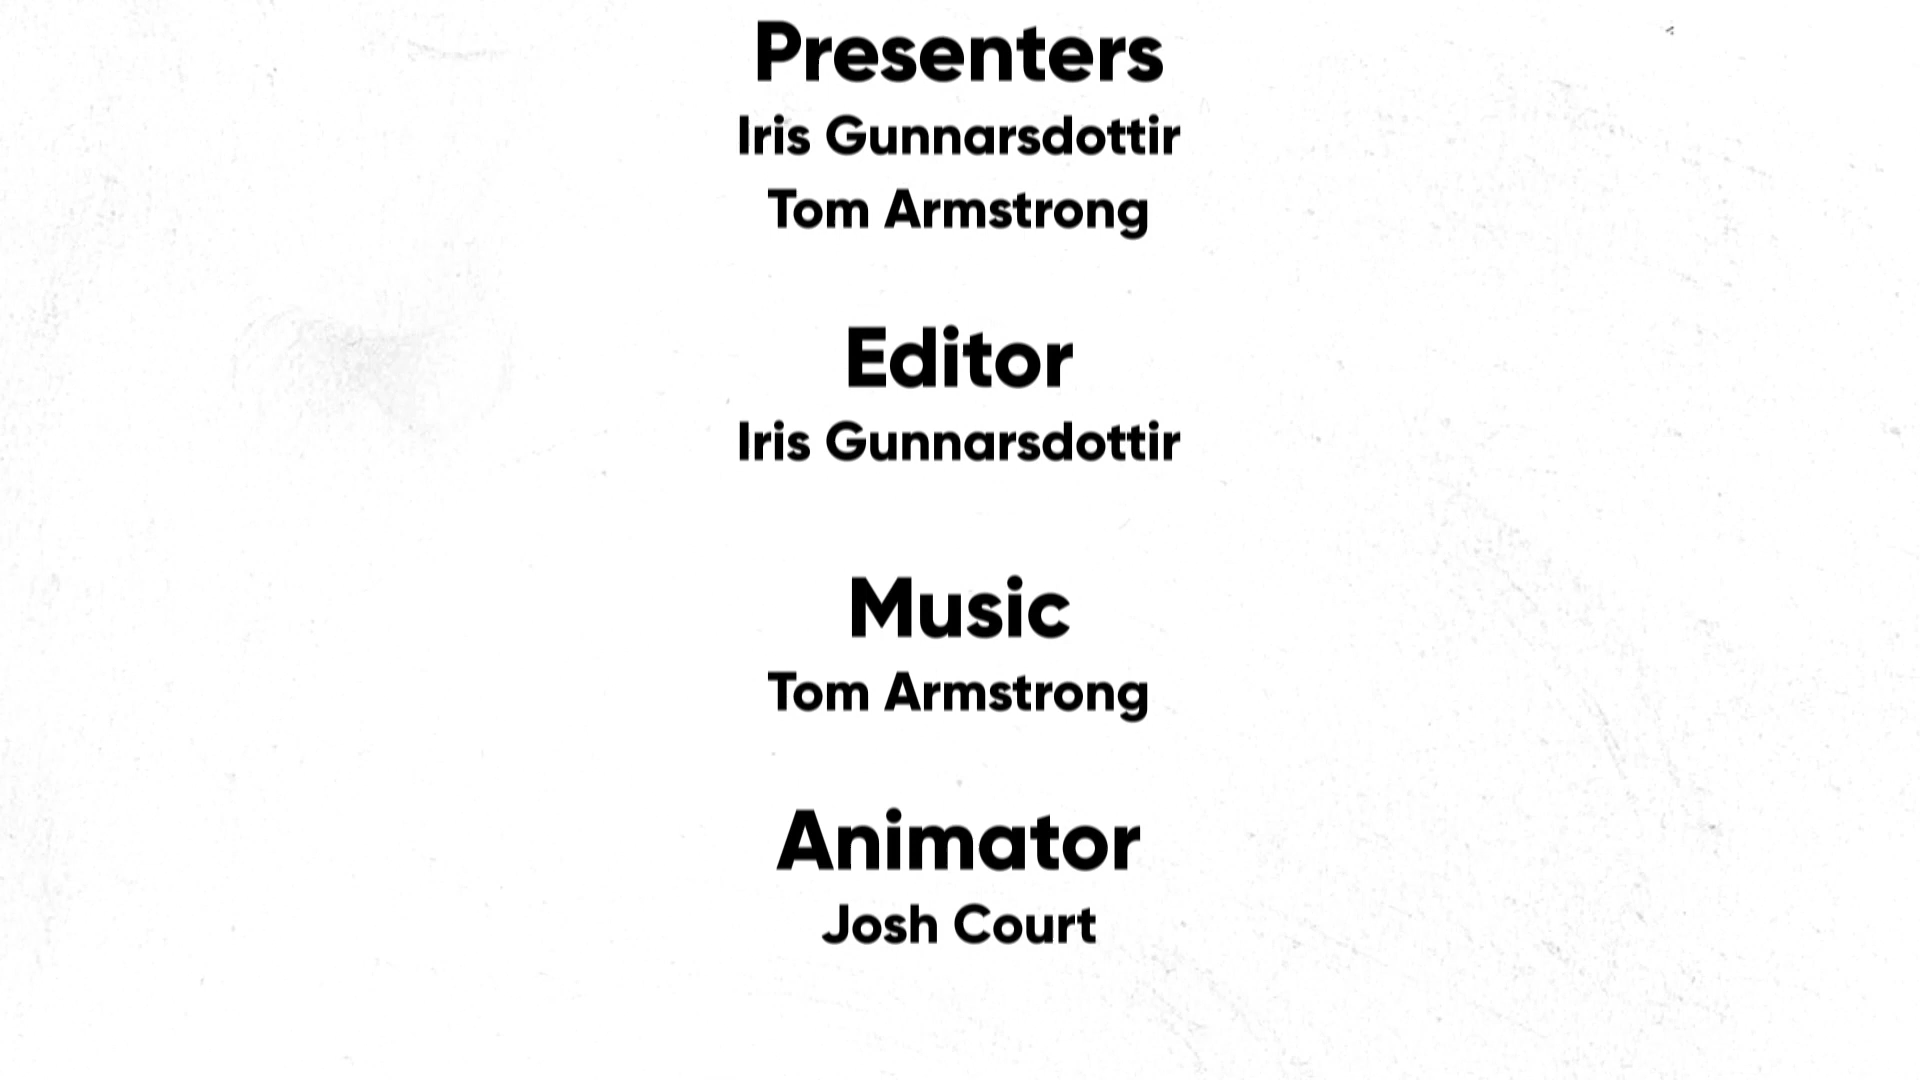 Presenters
Iris Gunnarsdottir
Tom Armstrong
Editor
Iris Gunnarsdottir
Music
Tom Armstrong
Animator
Josh Court